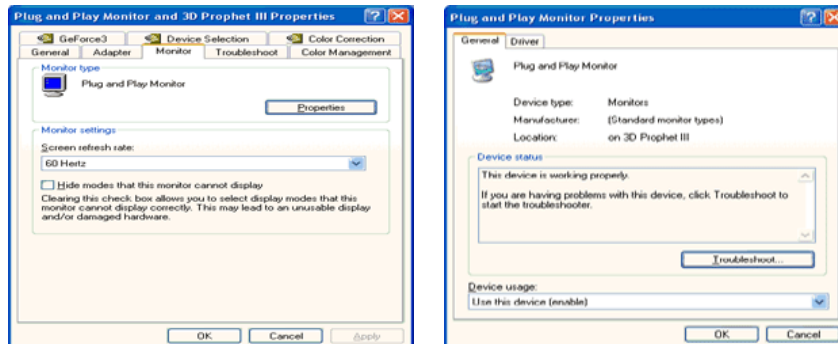 Plug and Play Monitor and 3D Prophet III Properties
GeForce3 Device Selection Color Correction
General Adapter Monitor Troubleshoot Color Management
Monitor type
Plug and Play Monitor
Properties
Monitor settings
Screen refresh rate:
60 Hertz
Hide modes that this monitor cannot display
Clearing this check box allows you to select display modes that this
monitor cannot display correctly. This may lead to an unusable display
and/or damaged hardware.
OK Cancel Apply
Plug and Play Monitor Properties
General Driver
Plug and Play Monitor
Device type: Monitors
Manufacturer: (Standard monitor types)
Location: on 3D Prophet III
Device status
This device is working properly.
If you are having problems with this device, click Troubleshoot to
start the troubleshooter.
Troubleshoot...
Device usage:
Use this device (enable)
OK Cancel